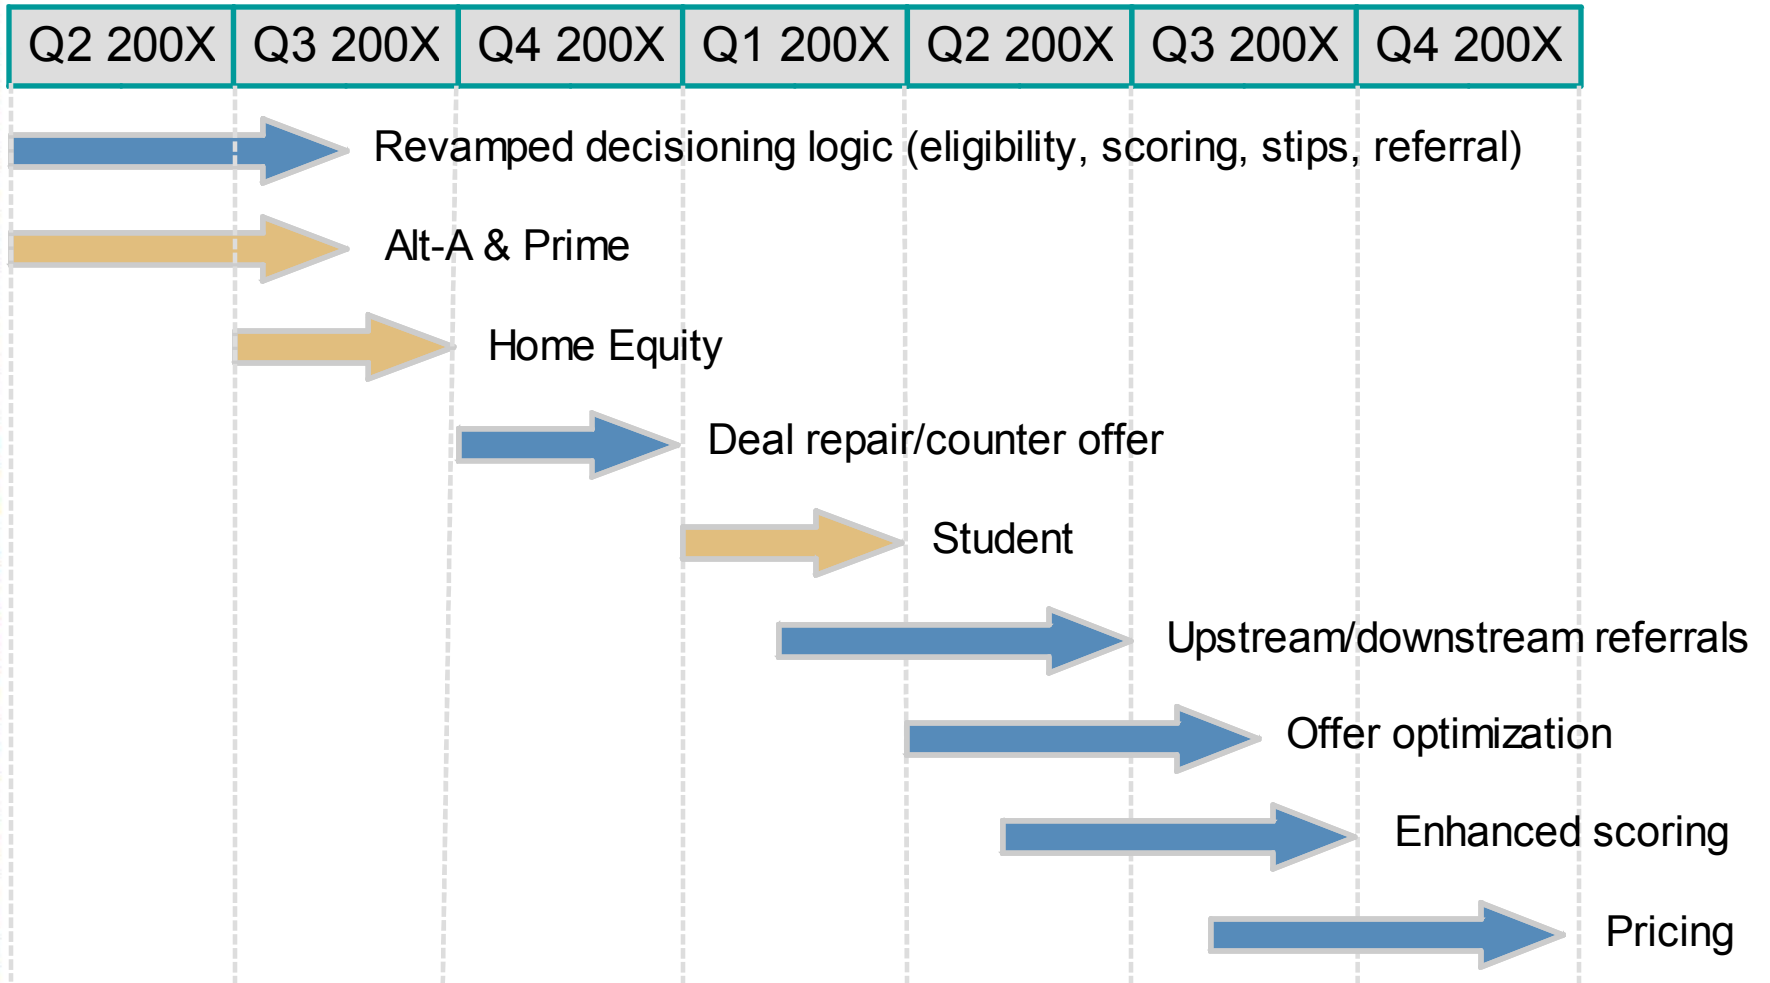 Q2 200X Q3 200X Q4 200X Q1 200X Q2 200X Q3 200X Q4 200X
Revamped decisioning logic (eligibility, scoring, stips, referral)
Alt-A & Prime
Home Equity
Deal repair/counter offer
Student
Upstream/downstream referrals
Offer optimization
Enhanced scoring
Pricing